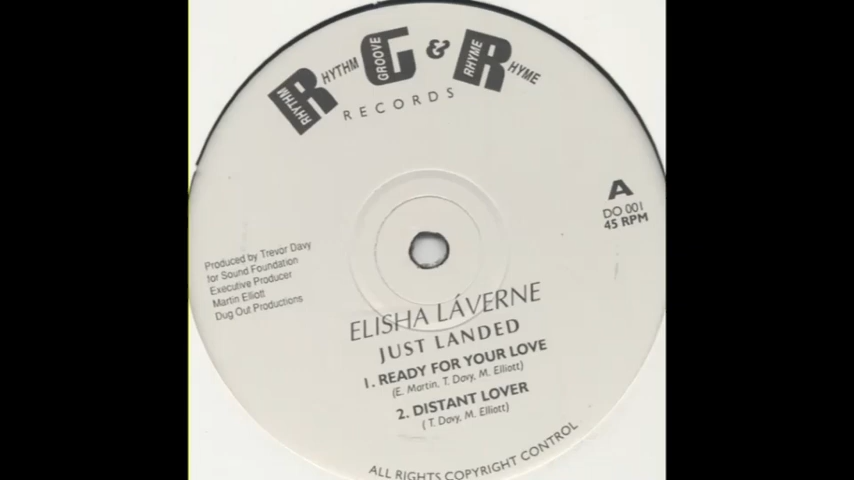 RHYTHM RHYTHM GROOVE G & RHYME RHYME
RECORDS
A
DO 001
45 RPM
Produced by Trevor Davy
for Sound Foundation
Executive Producer
Martin Elliott
Dug Out Productions
ELISHA LÁVERNE
JUST LANDED
1. READY FOR YOUR LOVE
(E. Martin, T. Davy, M. Elliott)
2. DISTANT LOVER
( T. Davy, M. Elliott)
ALL RIGHTS COPYRIGHT CONTROL